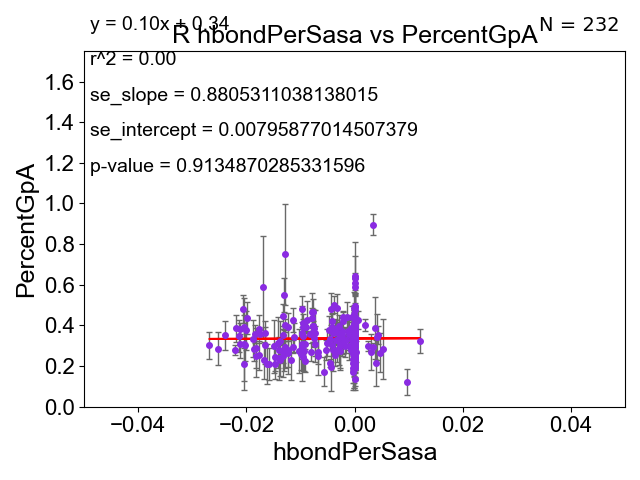 y = 0.10x + 0.34
N = 232
R hbondPerSasa vs PercentGpA
r^2 = 0.00
se_slope = 0.8805311038138015
se_intercept = 0.00795877014507379
p-value = 0.9134870285331596
PercentGpA
1.6
1.4
1.2
1.0
0.8
0.6
0.4
0.2
0.0
−0.04
−0.02
0.00
0.02
0.04
hbondPerSasa